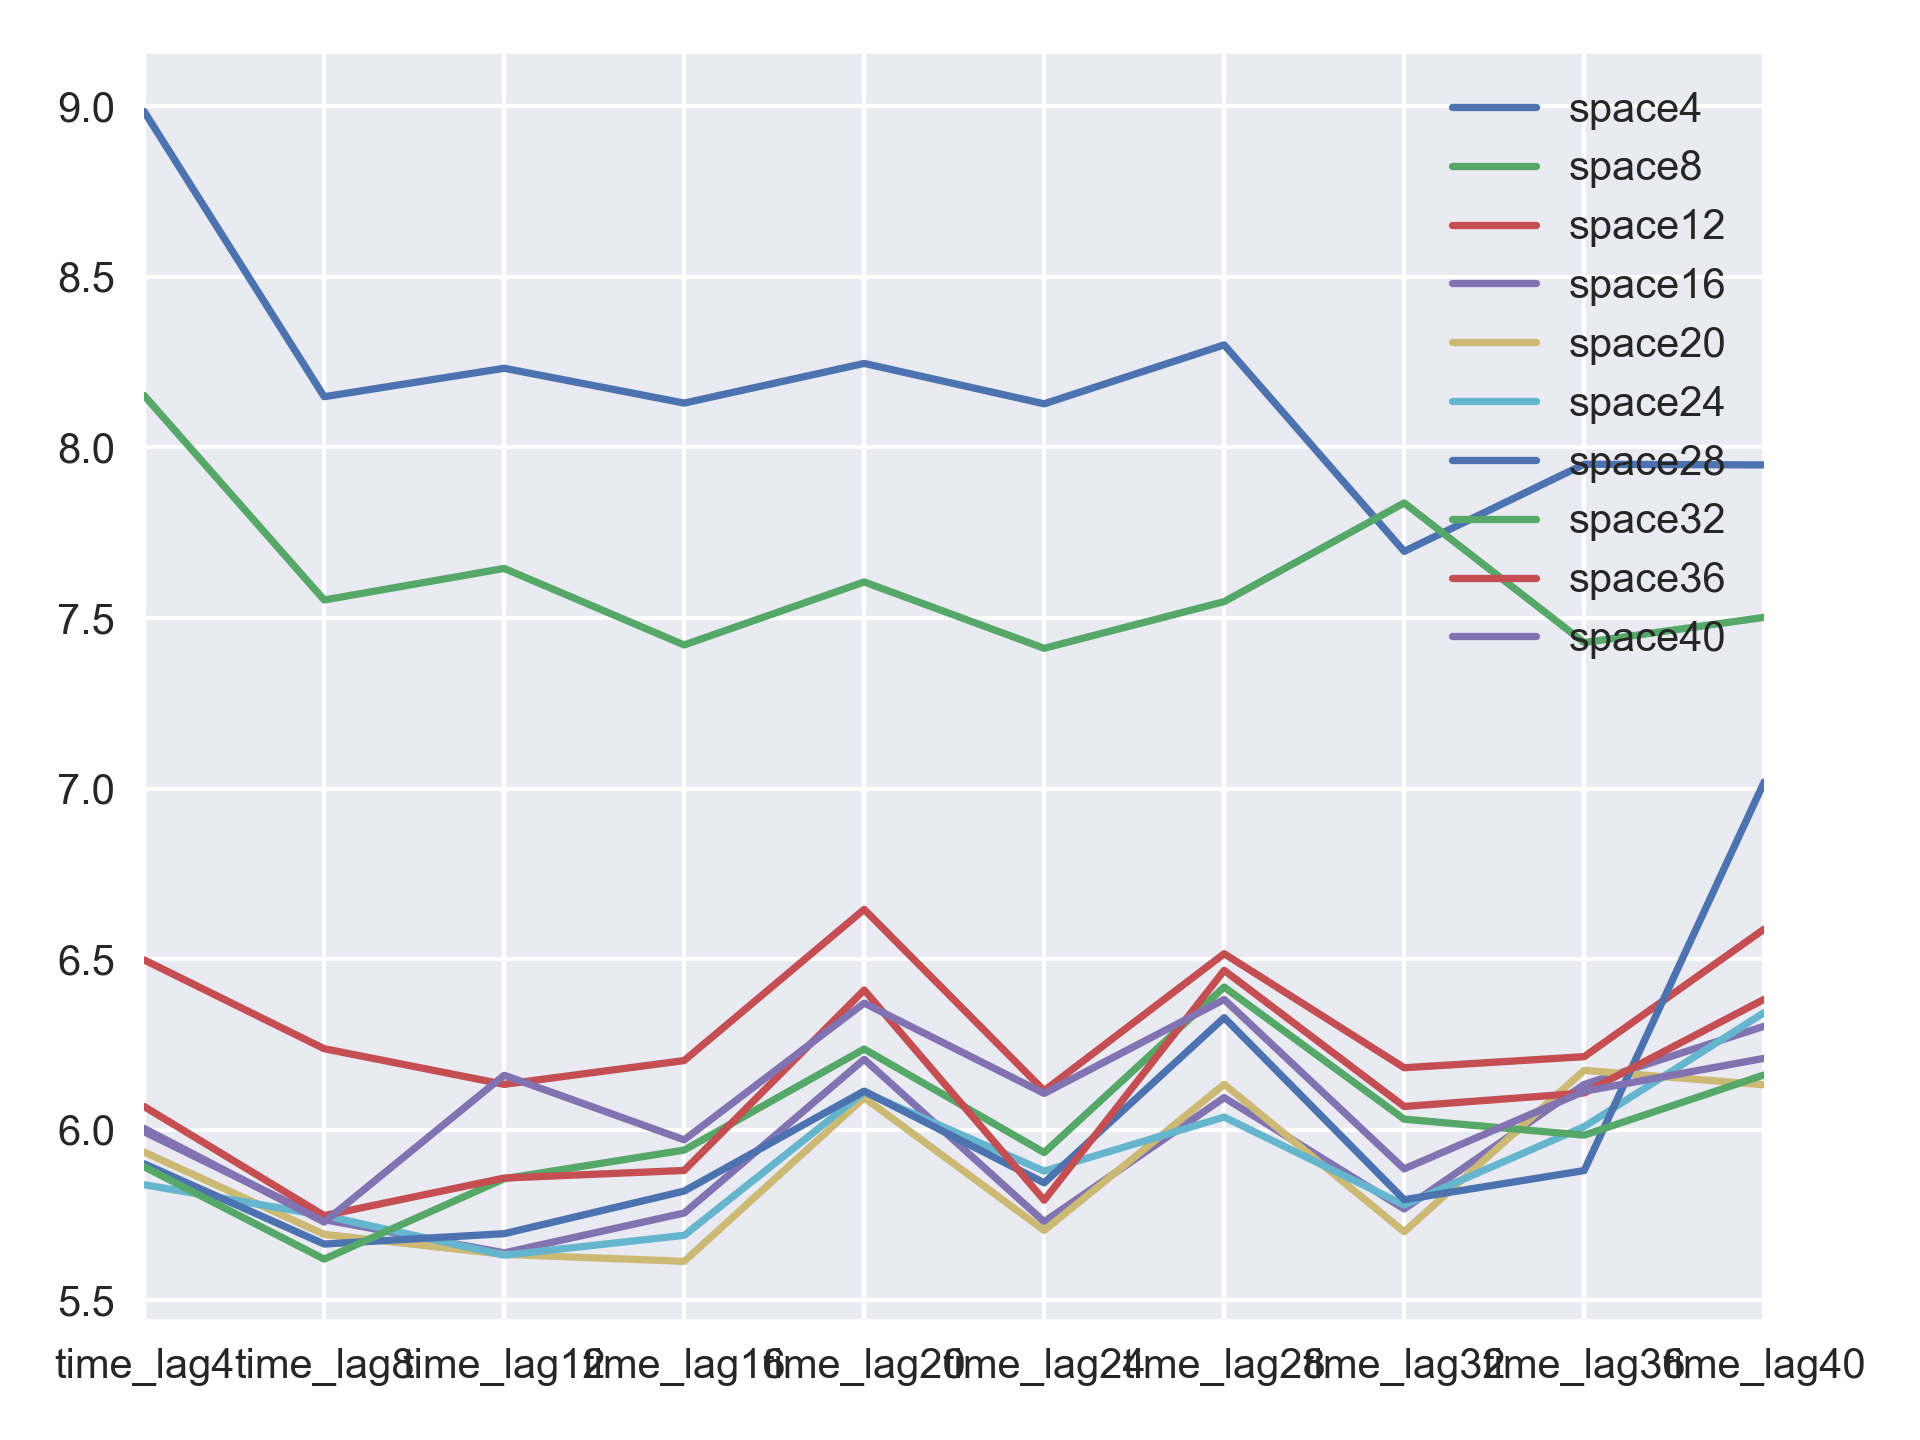 9.0
8.5
8.0
7.5
7.0
6.5
6.0
5.5
space4
space8
space12
space16
space20
space24
space28
space32
space36
space40
time_lag4 time_lag8 time_lag12 time_lag16 time_lag20 time_lag24 time_lag28 time_lag32 time_lag36 time_lag40